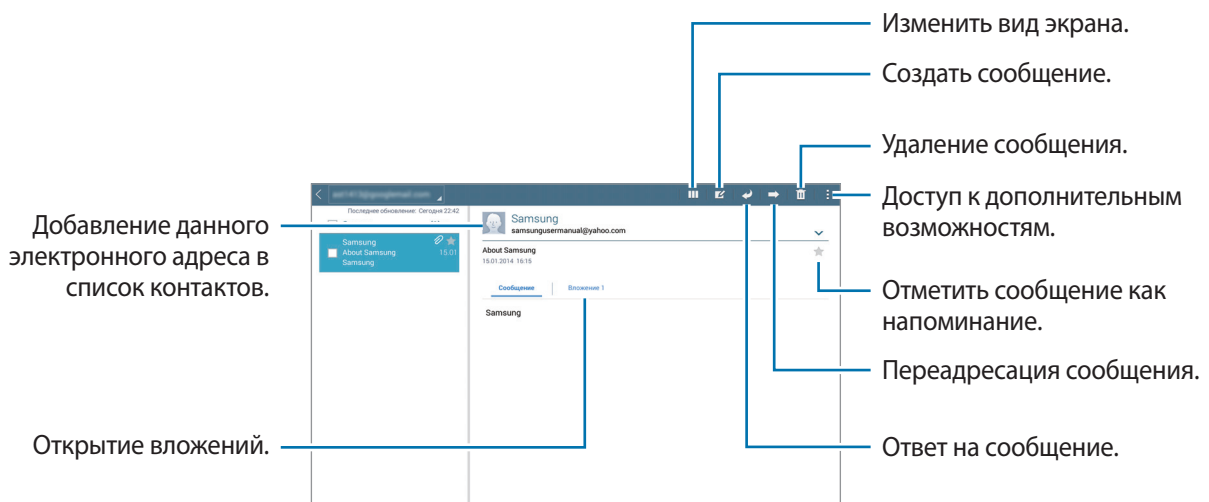 Изменить вид экрана.
Создать сообщение.
Удаление сообщения.
Доступ к дополнительным
возможностям.
Отметить сообщение как
напоминание.
Переадресация сообщения.
Ответ на сообщение.
Добавление данного
электронного адреса в
список контактов.
Открытие вложений.
Последнее обновление: Сегодня 22:42
Samsung
About Samsung 15.01
Samsung
Samsung
samsungusermanual@yahoo.com
About Samsung
15.01.2014 16:15
Сообщение Вложение 1
Samsung